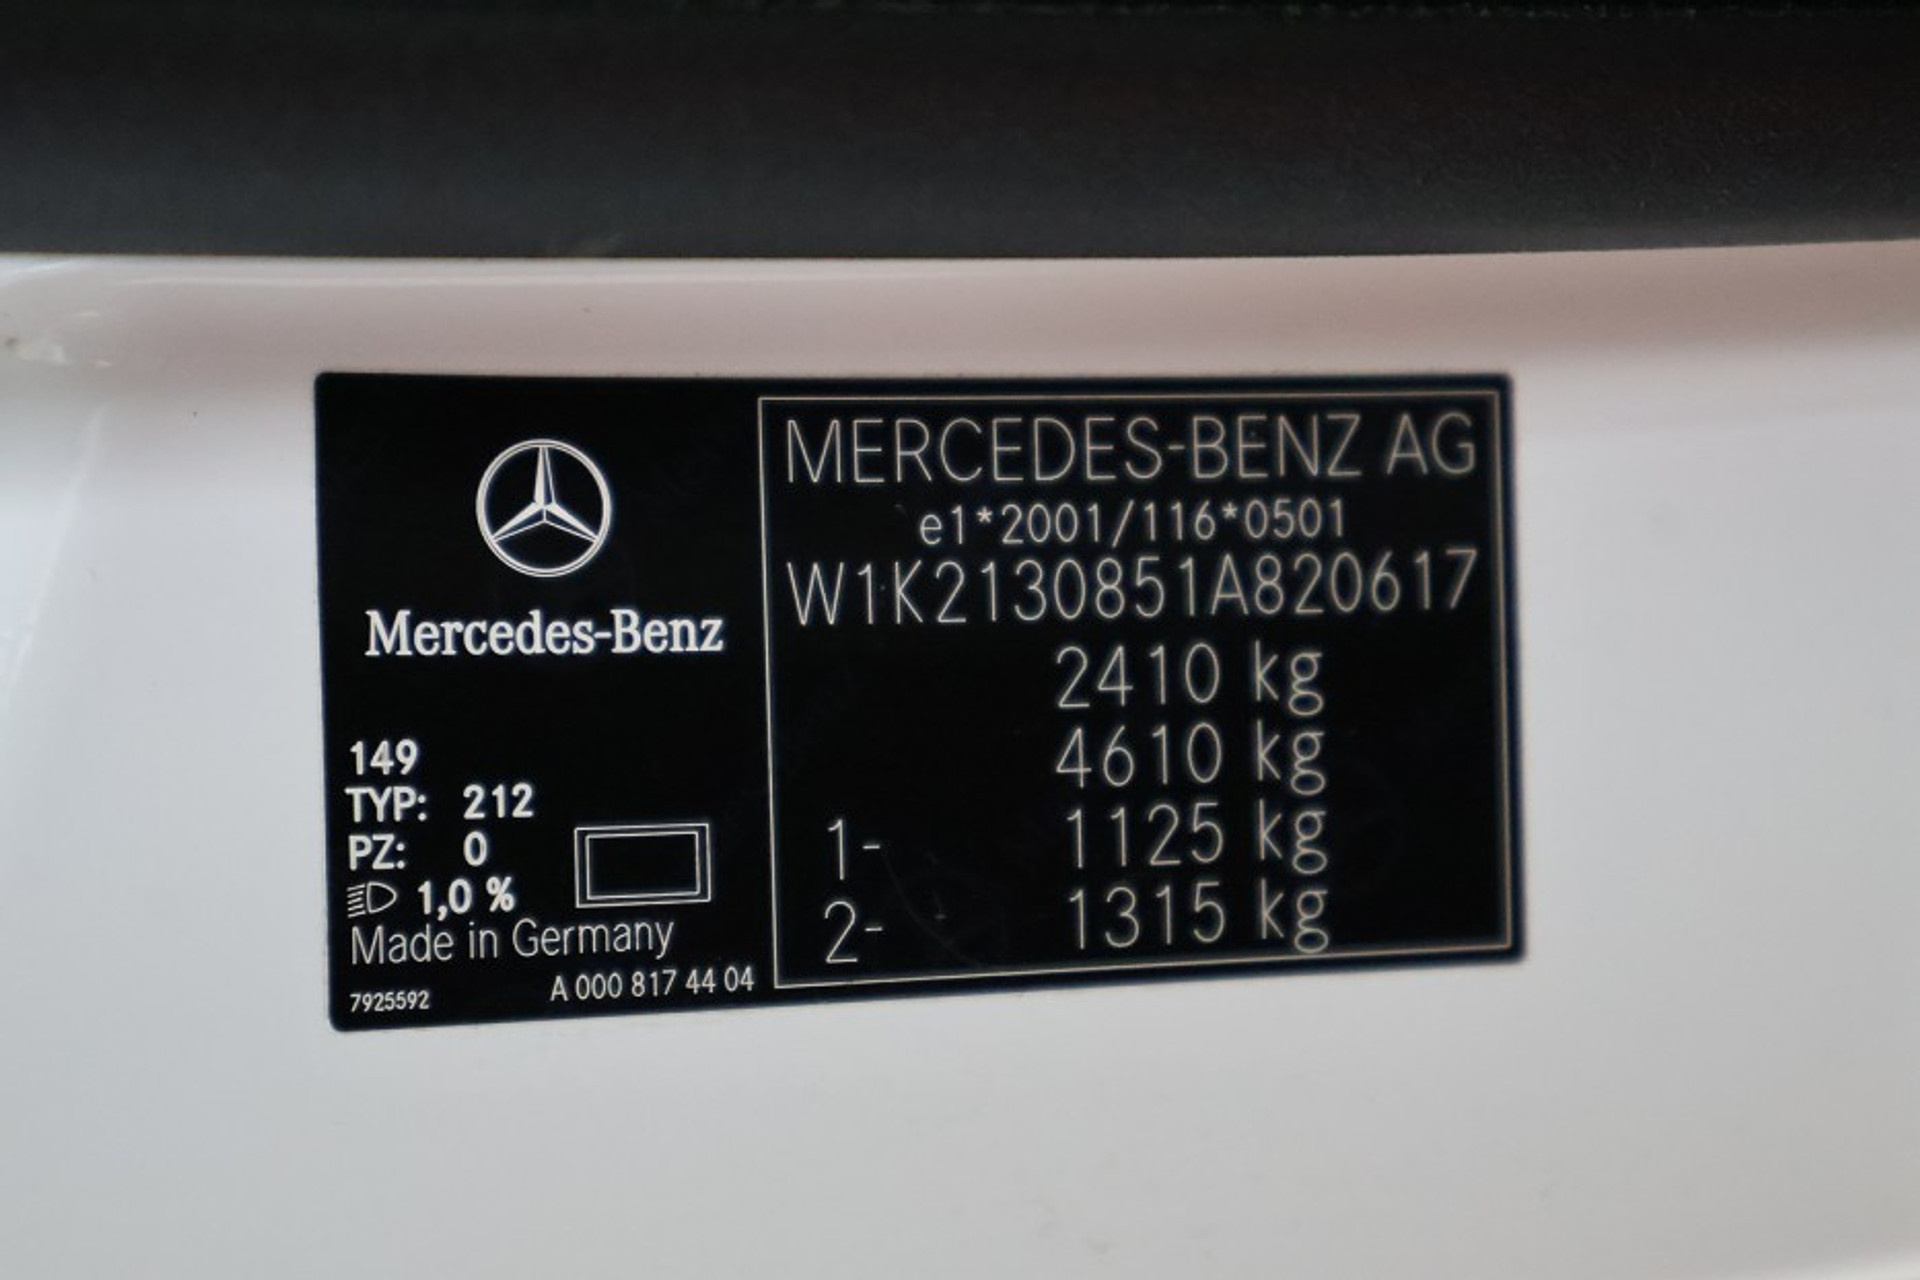 Mercedes-Benz
149
TYP: 212
PZ: 0
1,0 %
Made in Germany
7925592 A 000 817 44 04
MERCEDES-BENZ AG
e1*2001/116*0501
W1K2130851A820617
2410 kg
4610 kg
1- 1125 kg
2- 1315 kg